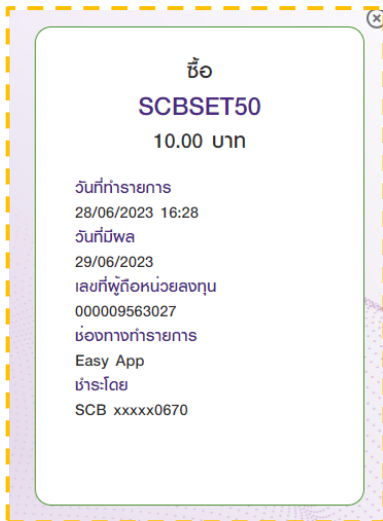 ซื้อ
SCBSET50
10.00 บาท
วันที่ทำรายการ
28/06/2023 16:28
วันที่มีผล
29/06/2023
เลขที่ผู้ถือหน่วยลงทุน
000009563027
ช่องทางทำรายการ
Easy App
ชำระโดย
SCB xxxxx0670